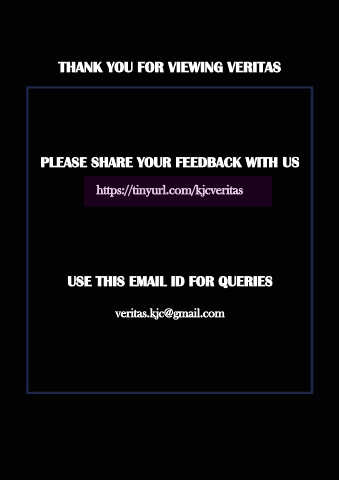 THANK YOU FOR VIEWING VERITAS
PLEASE SHARE YOUR FEEDBACK WITH US
https://tinyurl.com/kjcveritas
USE THIS EMAIL ID FOR QUERIES
veritas.kjc@gmail.com